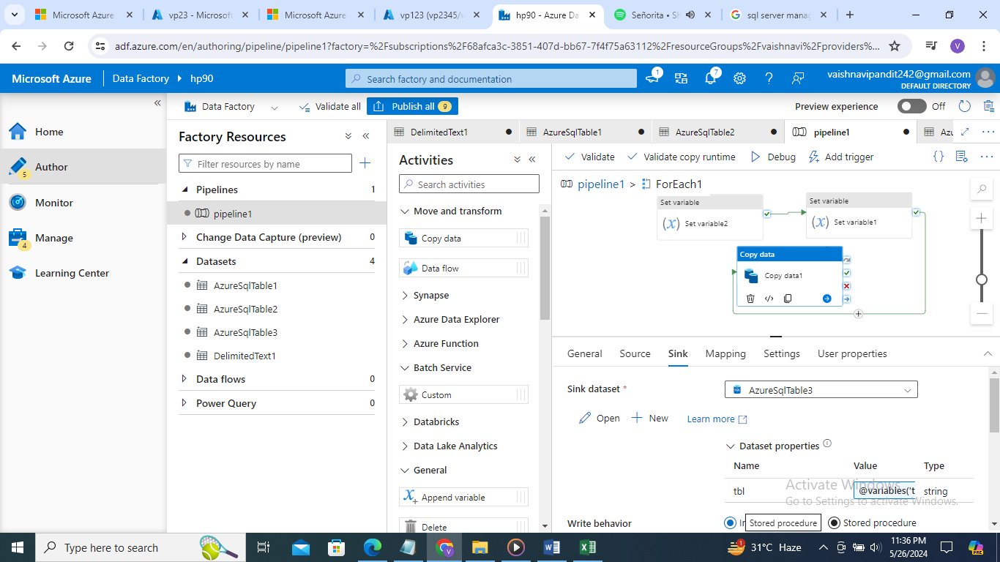 Microsoft Azure
vp23 - Microsoft
Microsoft Azure
vp123 (vp2345/
hp90 - Azure Da
Señorita • Sh
sql server mana
adf.azure.com/en/authoring/pipeline/pipeline1?factory=%2Fsubscriptions%2F68afca3c-3851-407d-bb67-7f4f75a63112%2FresourceGroups%2Fvaishnavi%2Fproviders%...
V
Microsoft Azure
Data Factory
hp90
Search factory and documentation
1
7
vaishnavipandit242@gmail.com
DEFAULT DIRECTORY
Data Factory
Validate all
Publish all 9
Preview experience
Off
Home
Author
5
Monitor
Manage
4
Learning Center
Factory Resources
Filter resources by name
Pipelines 1
pipeline1
Change Data Capture (preview) 0
Datasets 4
AzureSqlTable1
AzureSqlTable2
AzureSqlTable3
DelimitedText1
Data flows 0
Power Query 0
DelimitedText1
AzureSqlTable1
AzureSqlTable2
pipeline1
Azu
Activities
Search activities
Move and transform
Copy data
Data flow
Synapse
Azure Data Explorer
Azure Function
Batch Service
Custom
Databricks
Data Lake Analytics
General
Append variable
Delete
Validate
Validate copy runtime
Debug
Add trigger
pipeline1 > ForEach1
Set variable
(x) Set variable2
Set variable
(x) Set variable1
Copy data
Copy data1
General
Source
Sink
Mapping
Settings
User properties
Sink dataset *
AzureSqlTable3
Open
New
Learn more
Dataset properties
Name Value Type
tbl @variables('t string
Activate Windows
Go to Settings to activate Windows.
Write behavior
Stored procedure
Stored procedure
Type here to search
31°C Haze
11:36 PM
5/26/2024